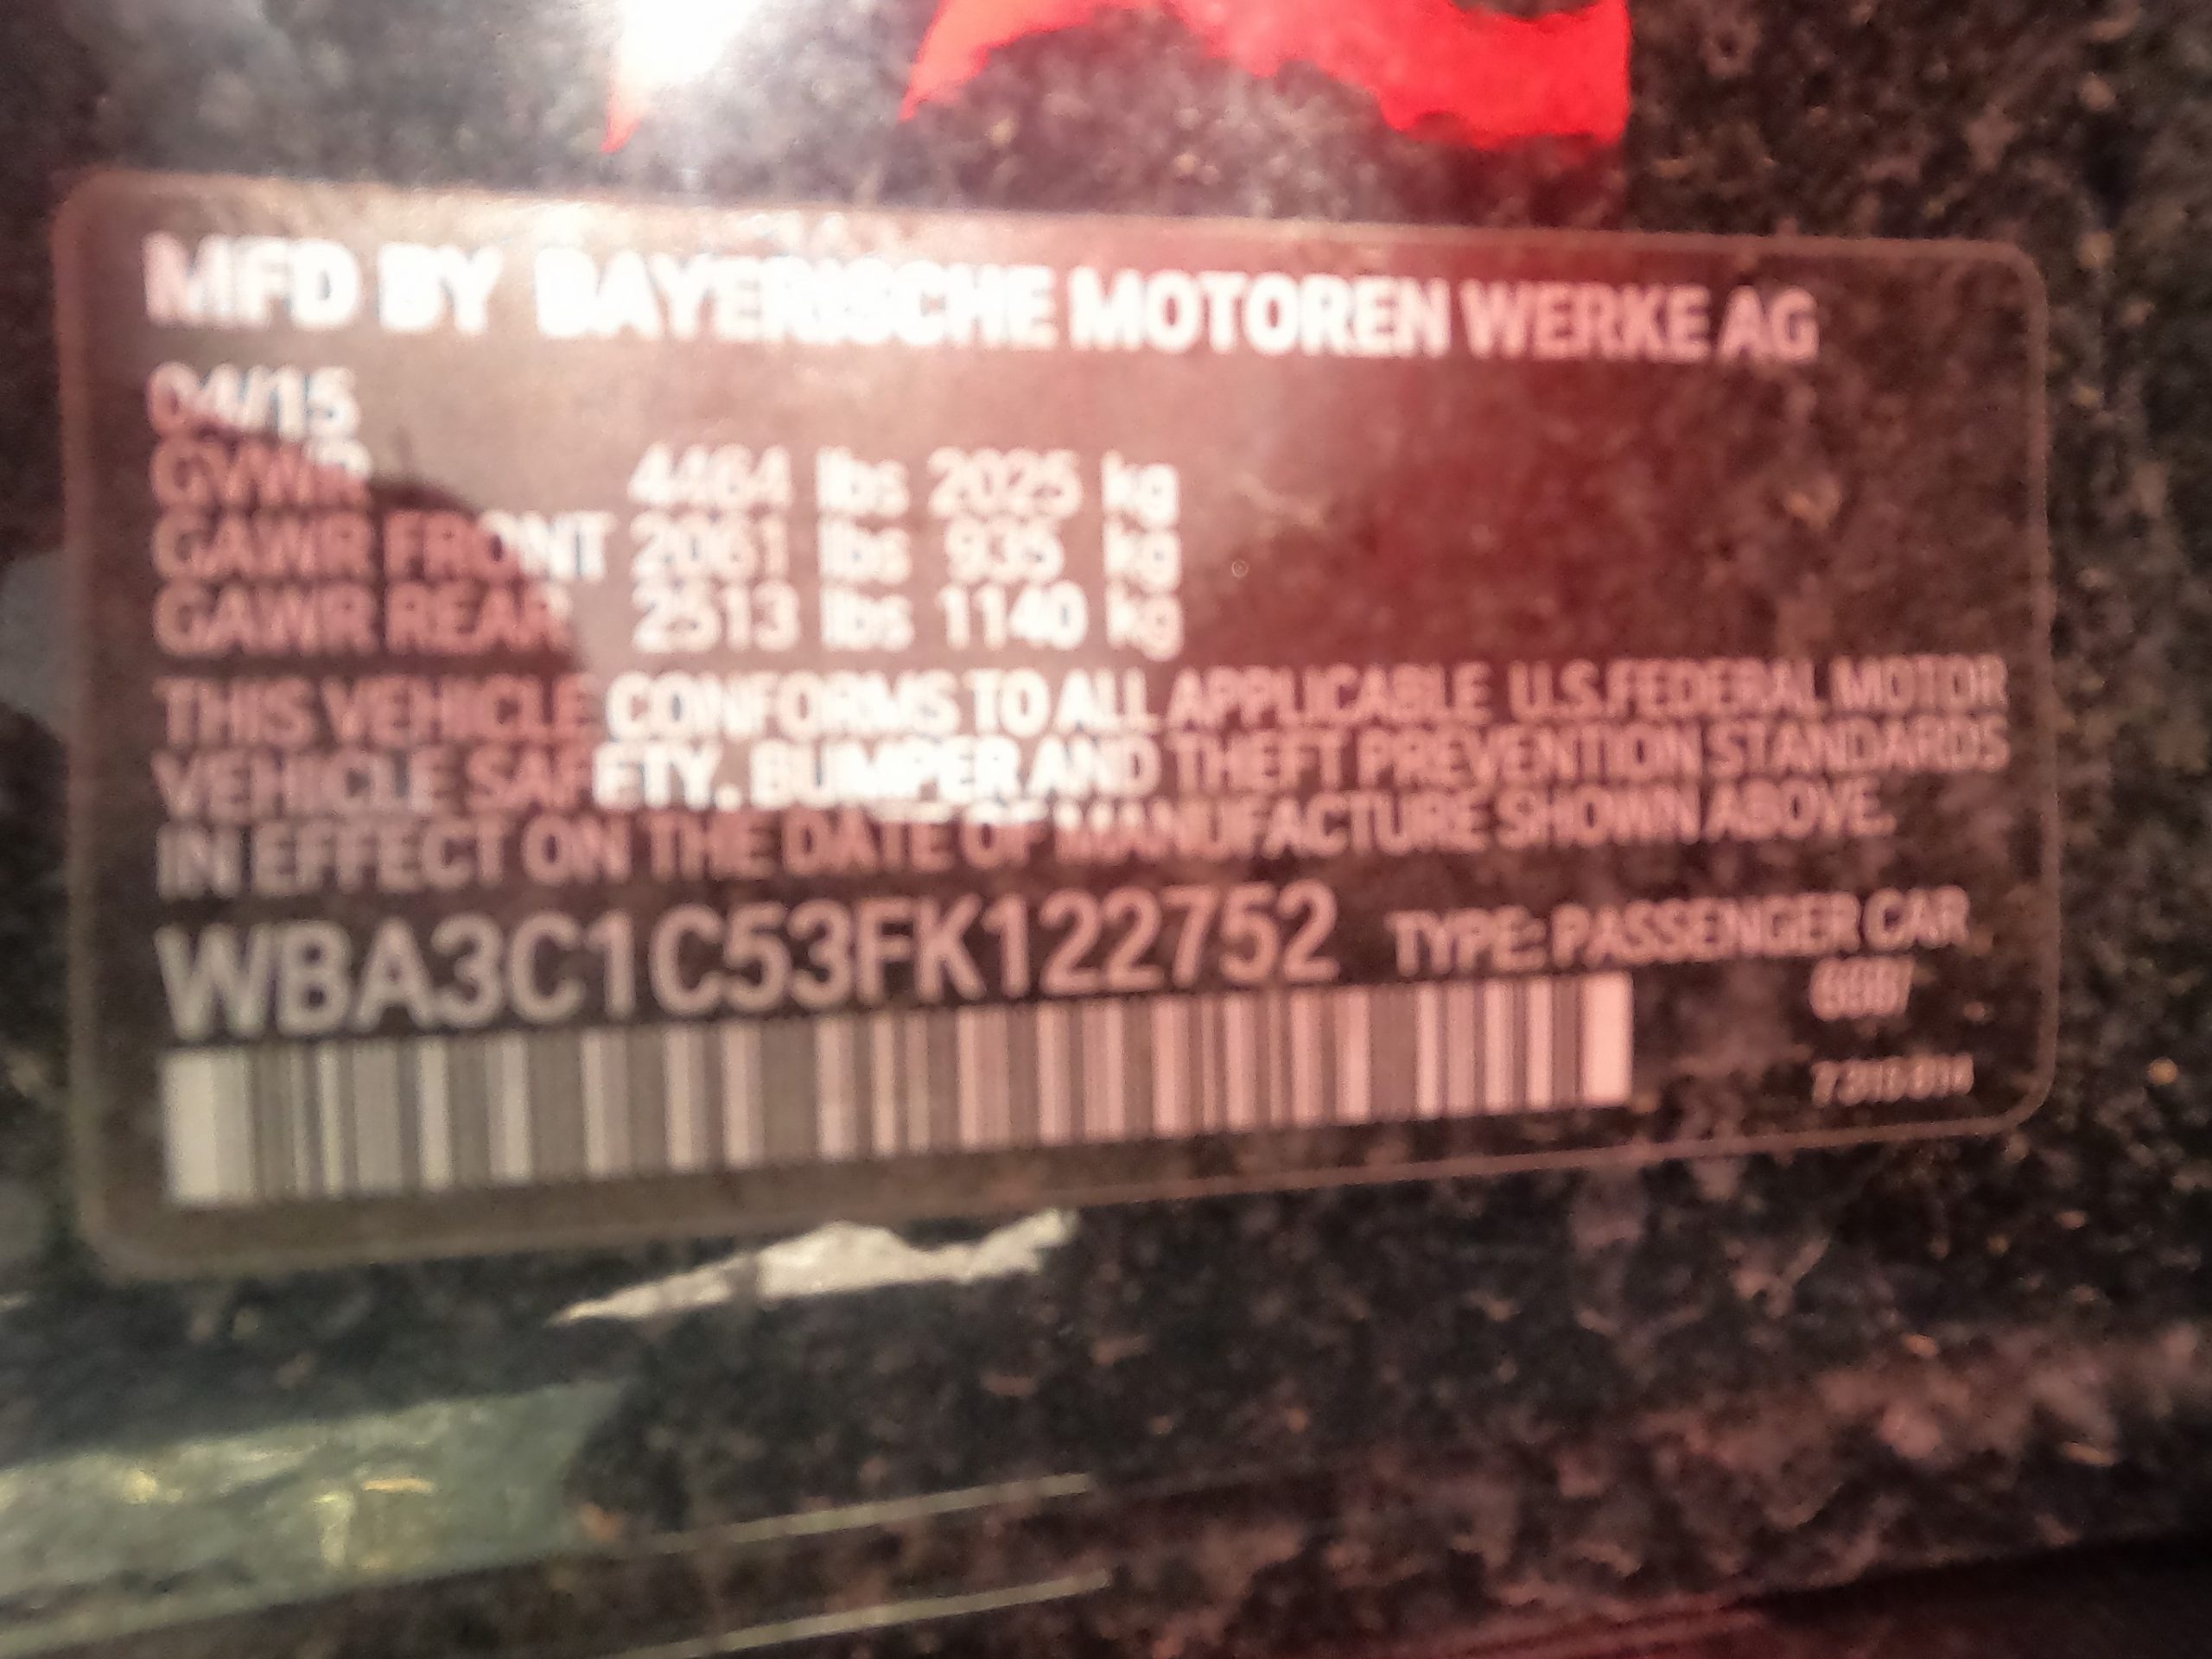 MFD BY BAYERISCHE MOTOREN WERKE AG
04/15
GVWR 4464 lbs 2025 kg
GAWR FRONT 2061 lbs 935 kg
GAWR REAR 2513 lbs 1140 kg
THIS VEHICLE CONFORMS TO ALL APPLICABLE U.S.FEDERAL MOTOR
VEHICLE SAFETY, BUMPER AND THEFT PREVENTION STANDARDS
IN EFFECT ON THE DATE OF MANUFACTURE SHOWN ABOVE.
WBA3C1C53FK122752 TYPE: PASSENGER CAR